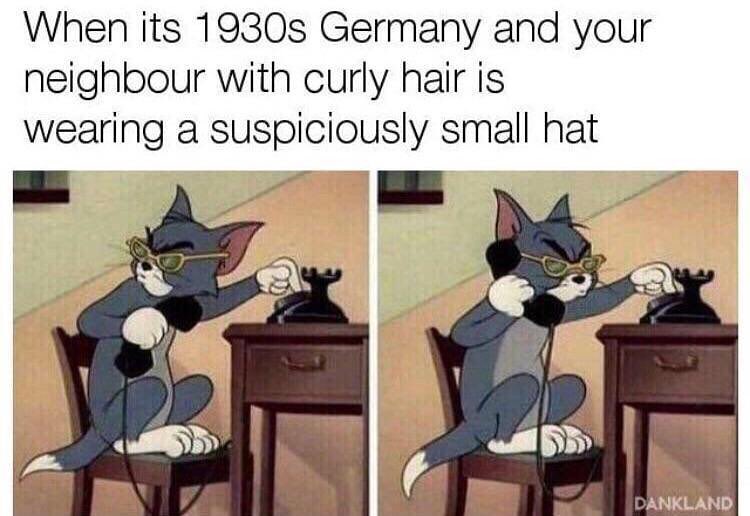 When its 1930s Germany and your
neighbour with curly hair is
wearing a suspiciously small hat
DANKLAND